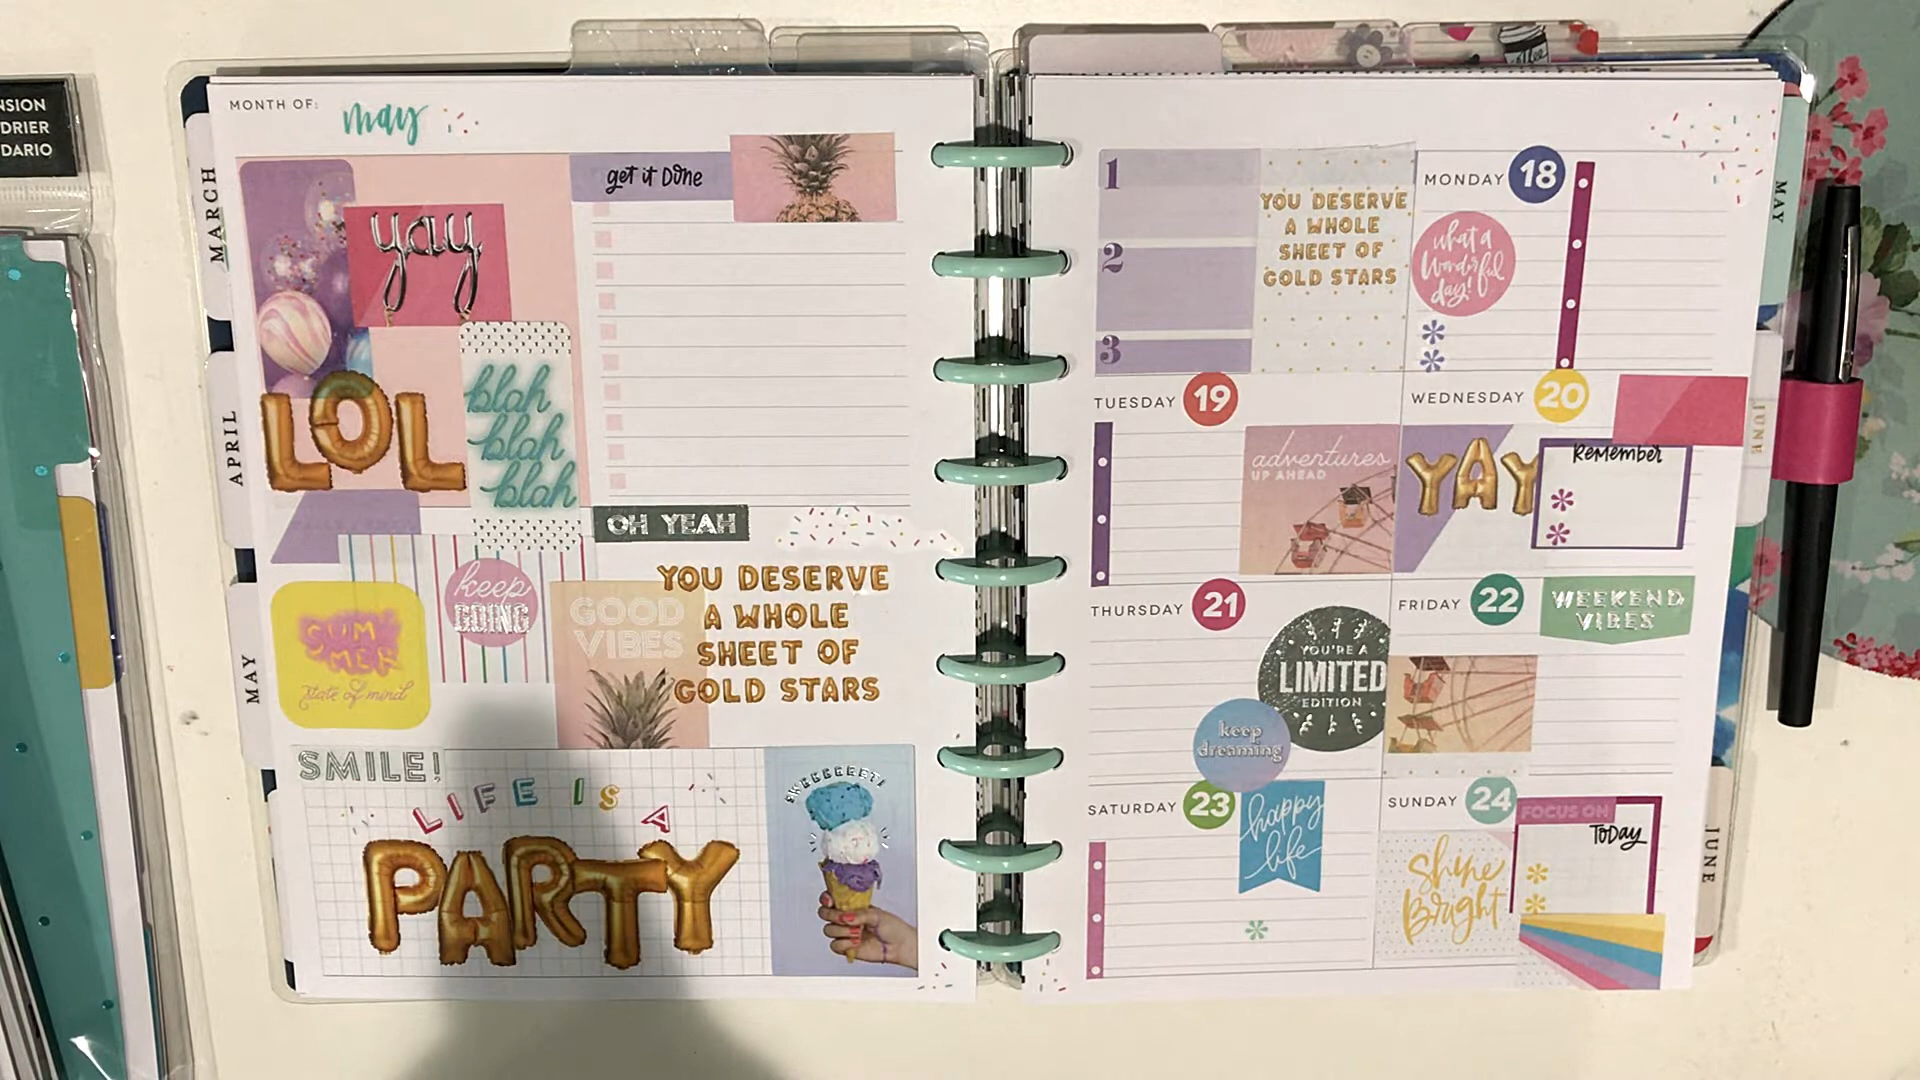 NSION
DRIER
DARIO
MARCH
APRIL
MAY
MONTH OF:
may
yay
LOL
blah
blah
blah
get it Done
OH YEAH
SUM
MER
state of mind
keep
GOING
GOOD
VIBES
YOU DESERVE
A WHOLE
SHEET OF
GOLD STARS
SMILE!
LIFE IS A
PARTY
1
2
3
YOU DESERVE
A WHOLE
SHEET OF
GOLD STARS
MONDAY 18
what a
wonderful
day!
TUESDAY 19
adventures
UP AHEAD
WEDNESDAY 20
YAY
Remember
THURSDAY 21
YOU'RE A
LIMITED
EDITION
keep
dreaming
FRIDAY 22
WEEKEND
VIBES
SATURDAY 23
happy
life
SUNDAY 24
FOCUS ON
Today
Shine
Bright
MAY
JUNE
JUNE